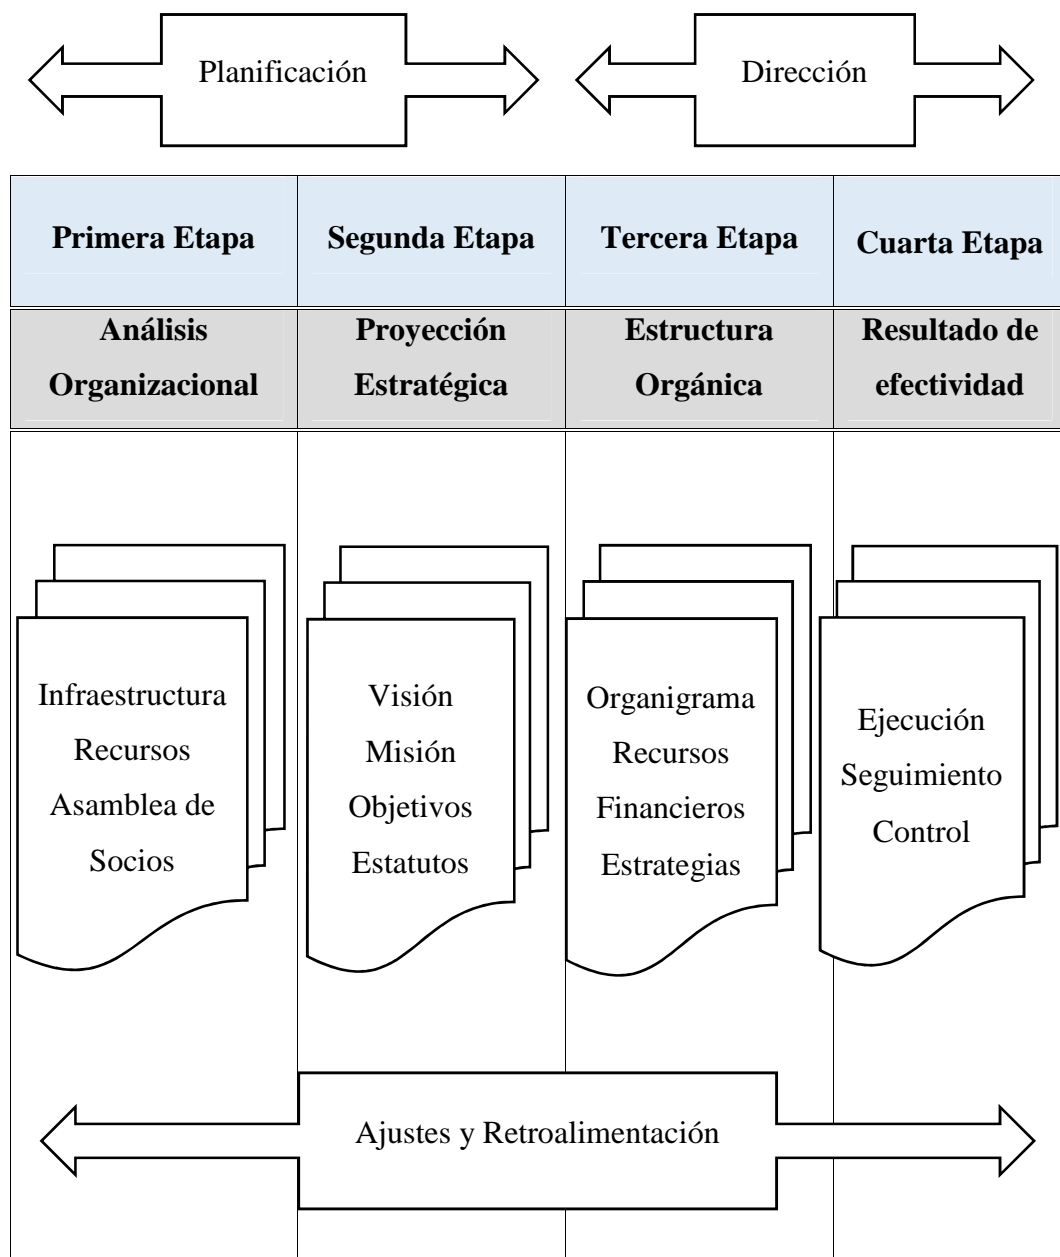 Planificación
Dirección
Primera Etapa
Segunda Etapa
Tercera Etapa
Cuarta Etapa
Análisis
Organizacional
Proyección
Estratégica
Estructura
Orgánica
Resultado de
efectividad
Infraestructura
Recursos
Asamblea de
Socios
Visión
Misión
Objetivos
Estatutos
Organigrama
Recursos
Financieros
Estrategias
Ejecución
Seguimiento
Control
Ajustes y Retroalimentación